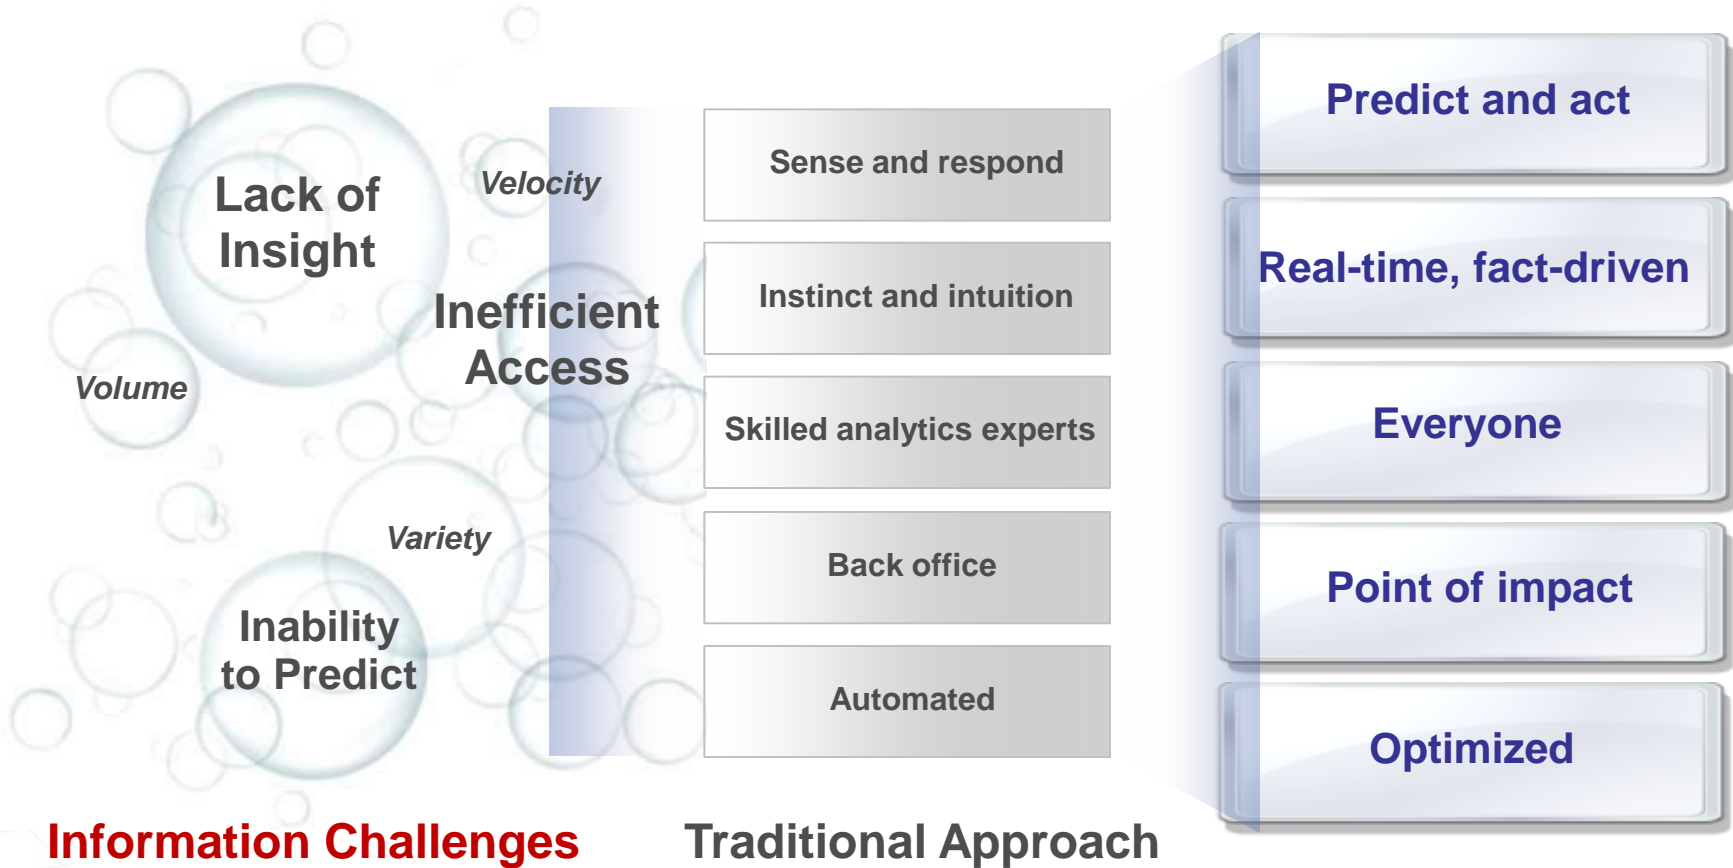 Lack of
Insight
Velocity
Inefficient
Access
Volume
Variety
Inability
to Predict
Information Challenges
Sense and respond
Instinct and intuition
Skilled analytics experts
Back office
Automated
Traditional Approach
Predict and act
Real-time, fact-driven
Everyone
Point of impact
Optimized